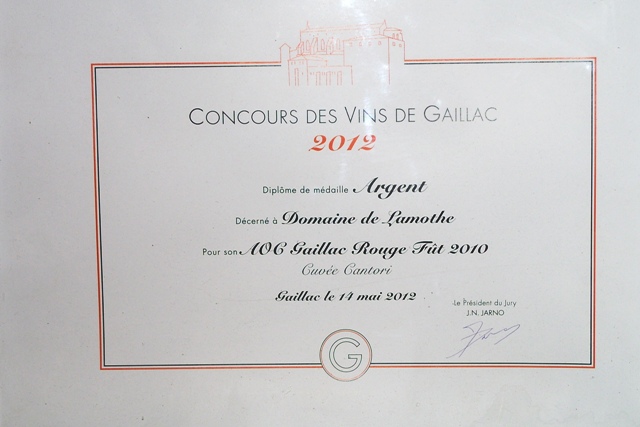 CONCOURS DES VINS DE GAILLAC
2012
Diplôme de médaille Argent
Décerné à Domaine de Lamothe
Pour son AOC Gaillac Rouge Fût 2010
Cuvée Cantori
Gaillac le 14 mai 2012
Le Président du Jury
J.N. JARNO
G